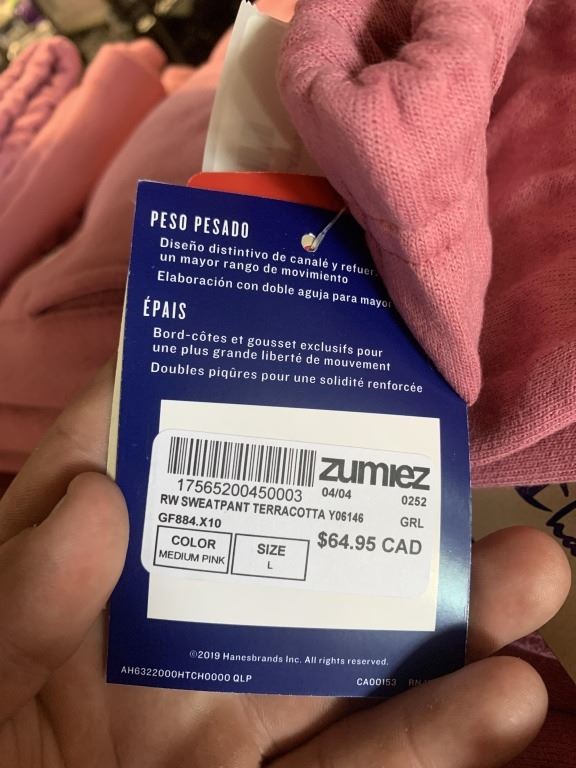 PESO PESADO
Diseño distintivo de canalé y
un mayor rango de movimiento
Elaboración con doble aguja para
ÉPAIS
Bord-côtes et gousset exclusifs pour
une plus grande liberté de mouvement
Doubles piqûres pour une solidité renforcée
zumiez
17565200450003 04/04 0252
RW SWEATPANT TERRACOTTA Y06146 GRL
GF884.X10
$64.95 CAD
COLOR
MEDIUM PINK
SIZE
L
©2019 Hanesbrands Inc. All rights reserved.
AH6322000HTCH0000 QLP CA00153